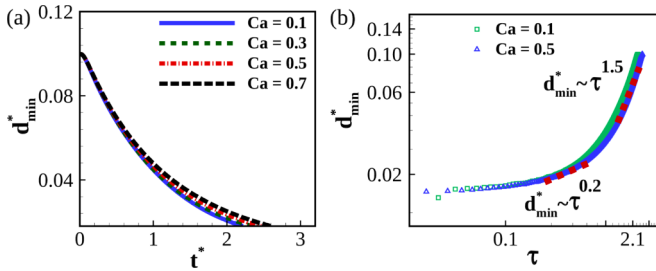 (a)
0.12
0.08
0.04
d*min
0
1
2
3
t*
Ca = 0.1
Ca = 0.3
Ca = 0.5
Ca = 0.7
(b)
0.14
0.10
0.06
0.02
d*min
0.1
2.1
τ
Ca = 0.1
Ca = 0.5
d*min~τ^1.5
d*min~τ^0.2